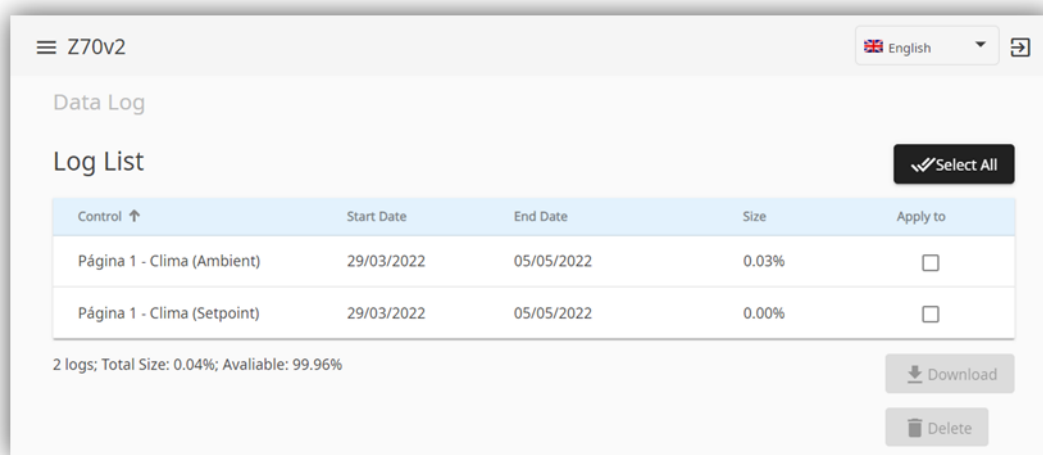 Z70v2
English
Data Log
Log List
Select All
Control Start Date End Date Size Apply to
Página 1 - Clima (Ambient) 29/03/2022 05/05/2022 0.03%
Página 1 - Clima (Setpoint) 29/03/2022 05/05/2022 0.00%
2 logs; Total Size: 0.04%; Avaliable: 99.96%
Download
Delete